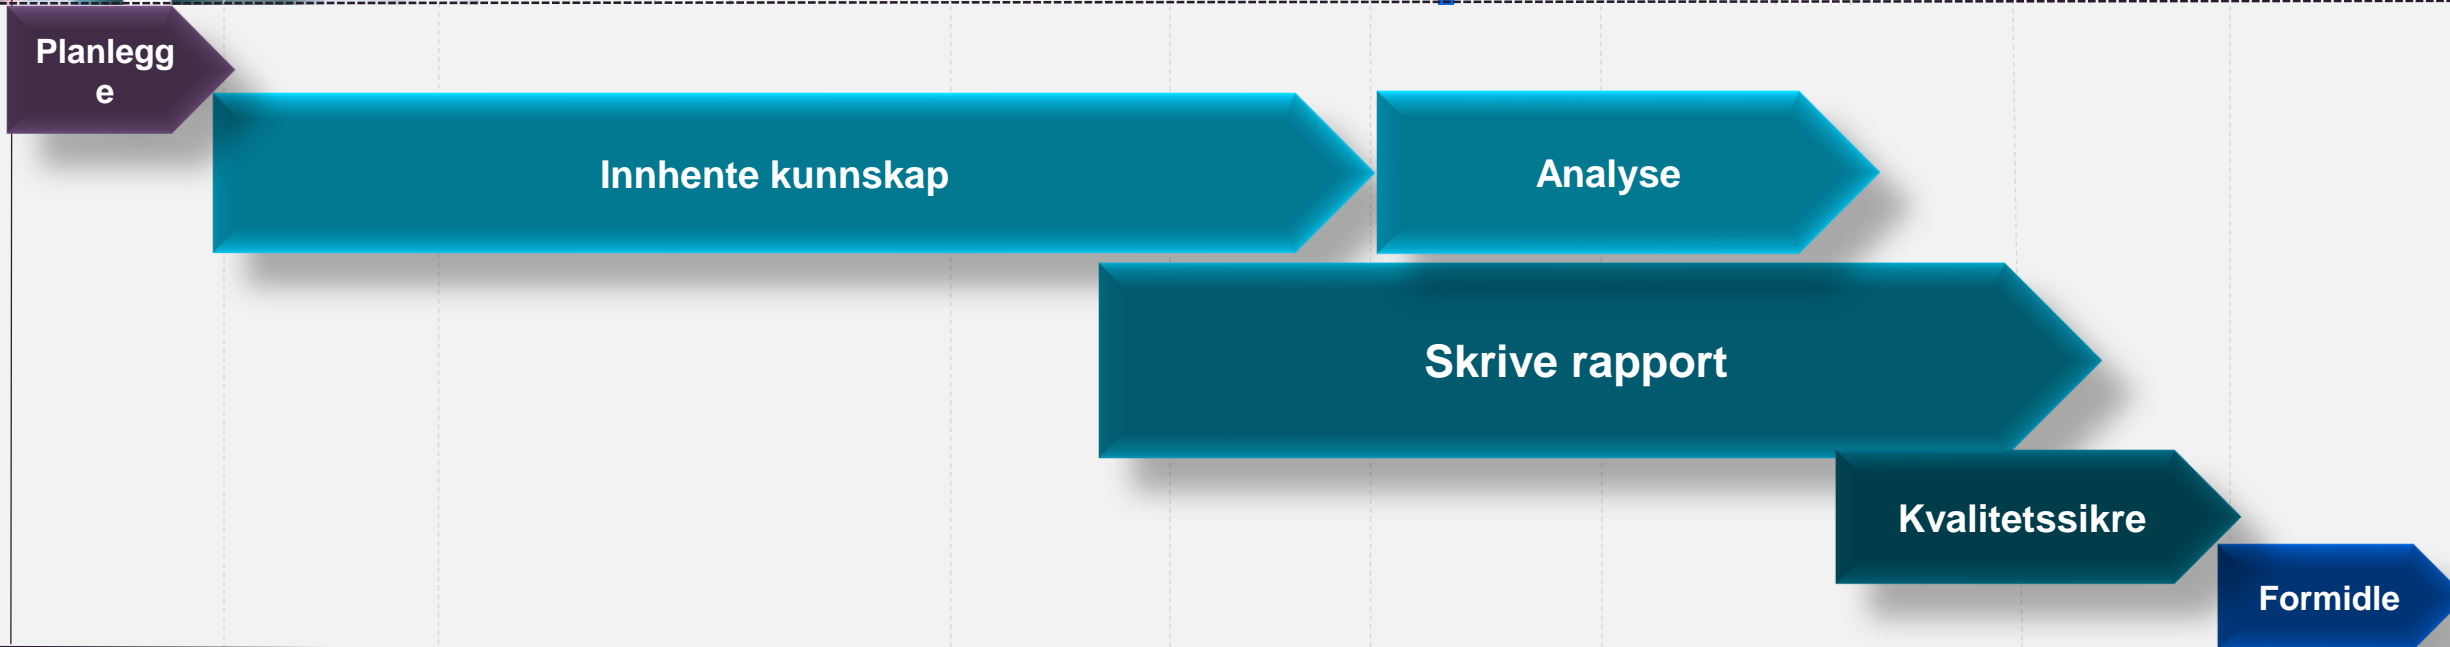 Planlegg
e
Innhente kunnskap
Analyse
Skrive rapport
Kvalitetssikre
Formidle